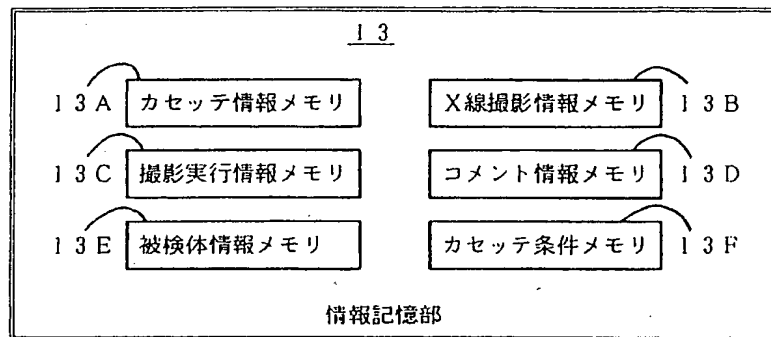 13
13A カセッテ情報メモリ X線撮影情報メモリ 13B
13C 撮影実行情報メモリ コメント情報メモリ 13D
13E 被検体情報メモリ カセッテ条件メモリ 13F
情報記憶部